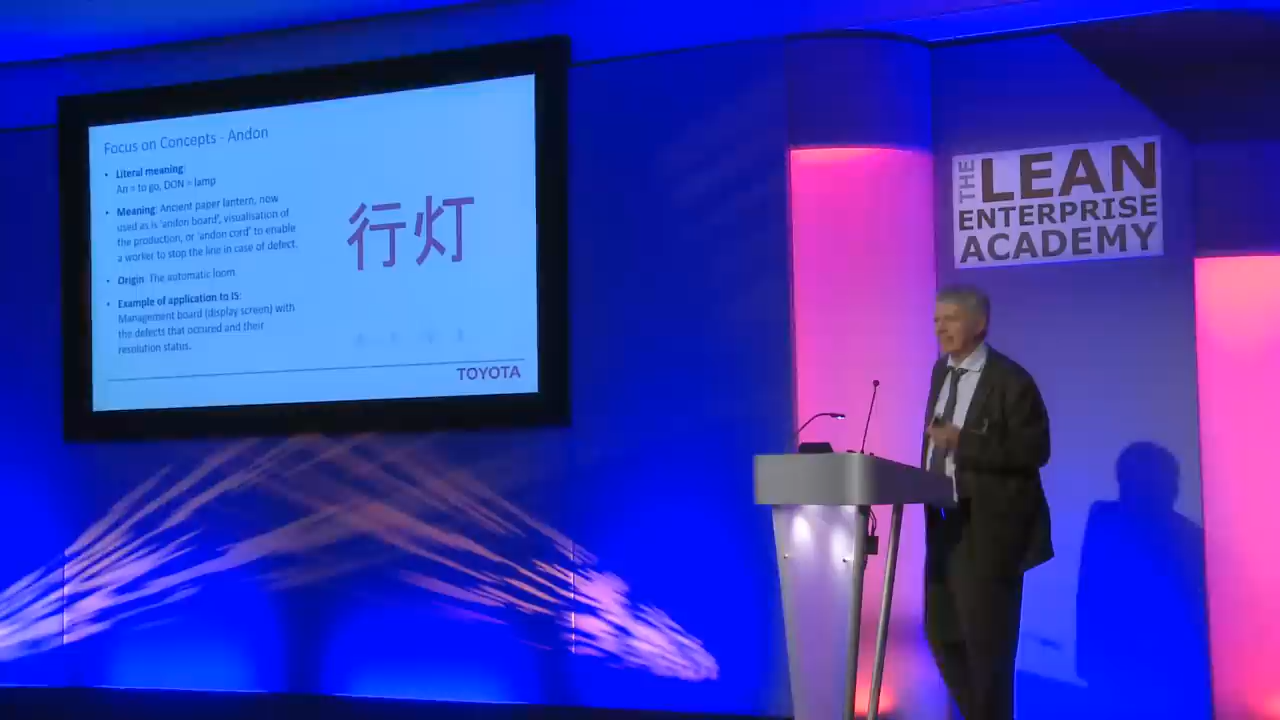 Focus on Concepts - Andon
• Literal meaning:
An = to go, DON = lamp
• Meaning: Ancient paper lantern, now
used as is 'andon board', visualisation of
the production, or 'andon cord' to enable
a worker to stop the line in case of defect.
• Origin: The automatic loom
• Example of application to IS:
Management board (display screen) with
the defects that occured and their
resolution status.
行灯
TOYOTA
THE LEAN
ENTERPRISE
ACADEMY